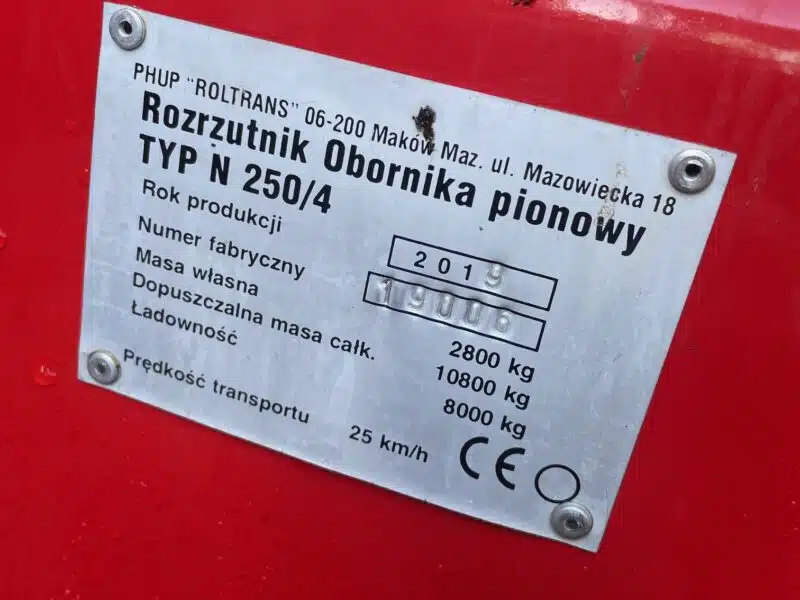 PHUP "ROLTRANS" 06-200 Maków Maz. ul. Mazowiecka 18
Rozrzutnik Obornika pionowy
TYP N 250/4
Rok produkcji 2019
Numer fabryczny 19006
Masa własna 2800 kg
Dopuszczalna masa całk. 10800 kg
Ładowność 8000 kg
Prędkość transportu 25 km/h
CE